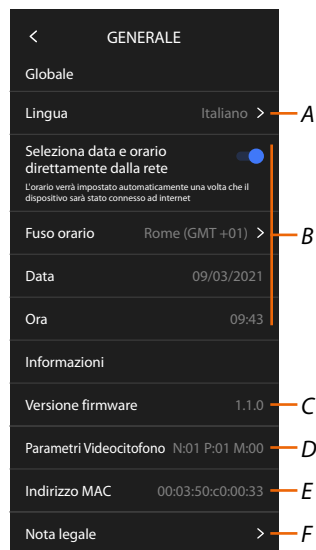 < GENERALE
Globale
Lingua Italiano > A
Seleziona data e orario
direttamente dalla rete
L'orario verrà impostato automaticamente una volta che il
dispositivo sarà stato connesso ad internet
Fuso orario Rome (GMT +01) > B
Data 09/03/2021
Ora 09:43
Informazioni
Versione firmware 1.1.0 C
Parametri Videocitofono N:01 P:01 M:00 D
Indirizzo MAC 00:03:50:c0:00:33 E
Nota legale > F